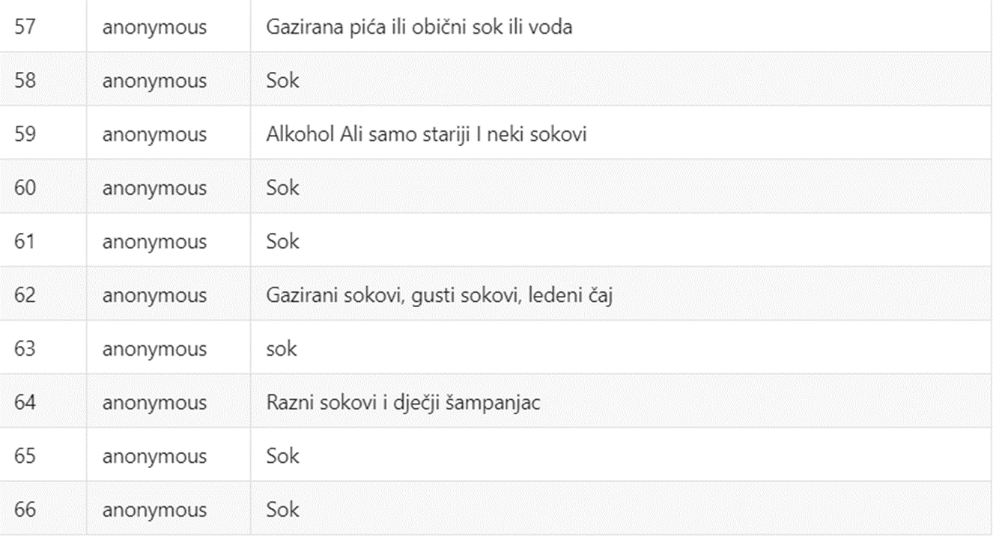 57 anonymous Gazirana pića ili obični sok ili voda
58 anonymous Sok
59 anonymous Alkohol Ali samo stariji I neki sokovi
60 anonymous Sok
61 anonymous Sok
62 anonymous Gazirani sokovi, gusti sokovi, ledeni čaj
63 anonymous sok
64 anonymous Razni sokovi i dječji šampanjac
65 anonymous Sok
66 anonymous Sok